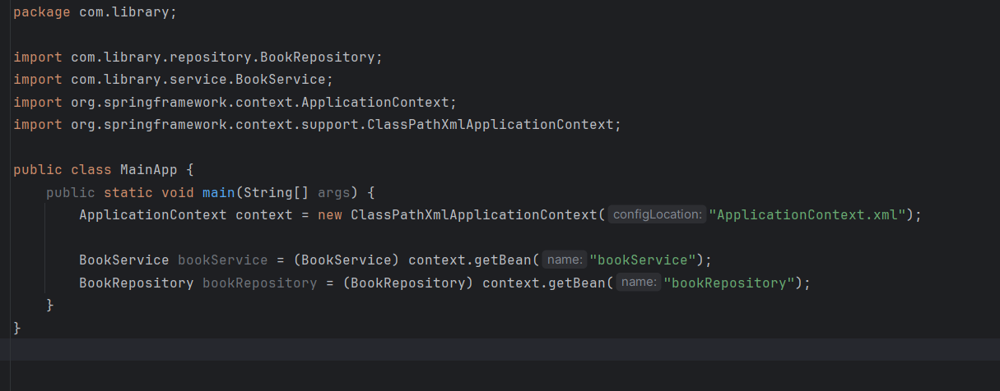 package com.library;
import com.library.repository.BookRepository;
import com.library.service.BookService;
import org.springframework.context.ApplicationContext;
import org.springframework.context.support.ClassPathXmlApplicationContext;
public class MainApp {
public static void main(String[] args) {
ApplicationContext context = new ClassPathXmlApplicationContext( configLocation: "ApplicationContext.xml");
BookService bookService = (BookService) context.getBean( name: "bookService");
BookRepository bookRepository = (BookRepository) context.getBean( name: "bookRepository");
}
}